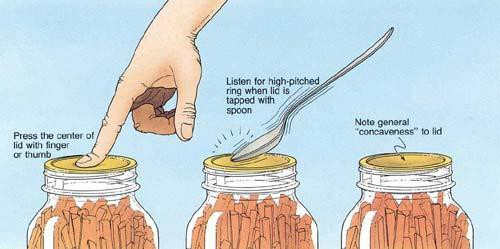 Press the center of
lid with finger
or thumb
Listen for high-pitched
ring when lid is
tapped with
spoon
Note general
"concaveness" to lid